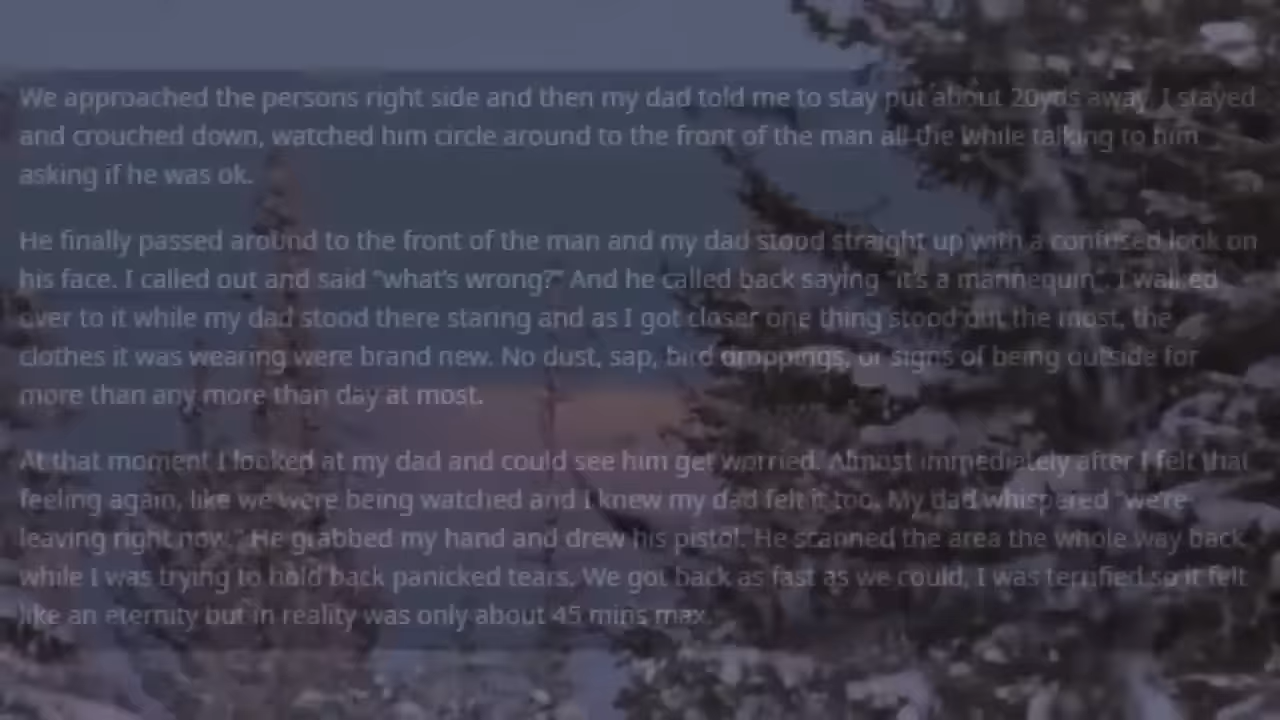 We approached the persons right side and then my dad told me to stay put about 20yds away. I stayed
and crouched down, watched him circle around to the front of the man all the while talking to him
asking if he was ok.
He finally passed around to the front of the man and my dad stood straight up with a confused look on
his face. I called out and said "what's wrong?" And he called back saying "it's a mannequin". I walked
over to it while my dad stood there staring and as I got closer one thing stood out the most, the
clothes it was wearing were brand new. No dust, sap, bird droppings, or signs of being outside for
more than any more than day at most.
At that moment I looked at my dad and could see him get worried. Almost immediately after I felt that
feeling again, like we were being watched and I knew my dad felt it too. My dad whispered "we're
leaving right now." He grabbed my hand and drew his pistol. He scanned the area the whole way back
while I was trying to hold back panicked tears. We got back as fast as we could, I was terrified so it felt
like an eternity but in reality was only about 45 mins max.